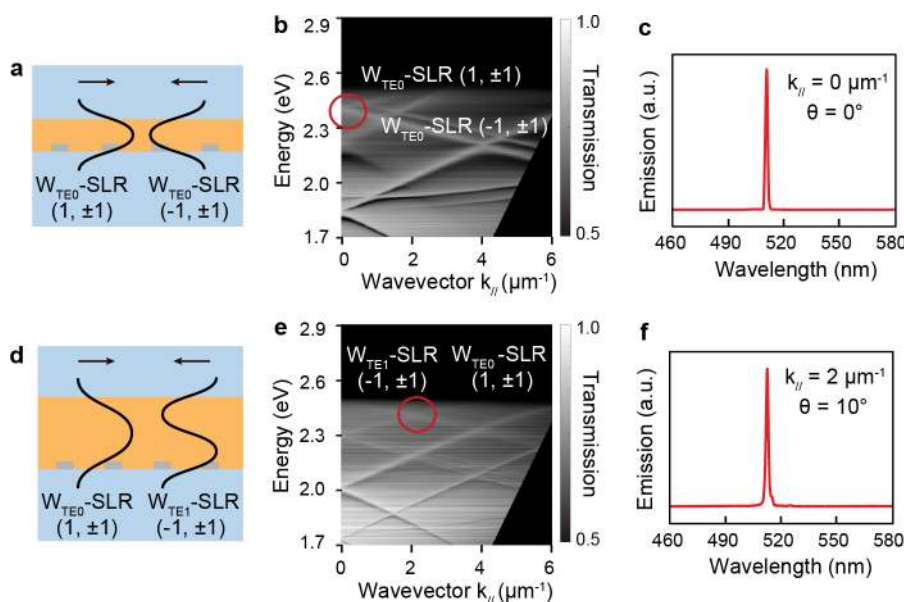 a
W_TE0-SLR
(1, ±1)
W_TE0-SLR
(-1, ±1)
b
2.9
2.6
2.3
2.0
1.7
Energy (eV)
W_TE0-SLR (1, ±1)
W_TE0-SLR (-1, ±1)
0
2
4
6
Wavevector k_// (μm⁻¹)
1.0
0.5
Transmission
c
Emission (a.u.)
k_// = 0 μm⁻¹
θ = 0°
460
490
520
550
580
Wavelength (nm)
d
W_TE0-SLR
(1, ±1)
W_TE1-SLR
(-1, ±1)
e
2.9
2.6
2.3
2.0
1.7
Energy (eV)
W_TE1-SLR
(-1, ±1)
W_TE0-SLR
(1, ±1)
0
2
4
6
Wavevector k_// (μm⁻¹)
1.0
0.5
Transmission
f
Emission (a.u.)
k_// = 2 μm⁻¹
θ = 10°
460
490
520
550
580
Wavelength (nm)